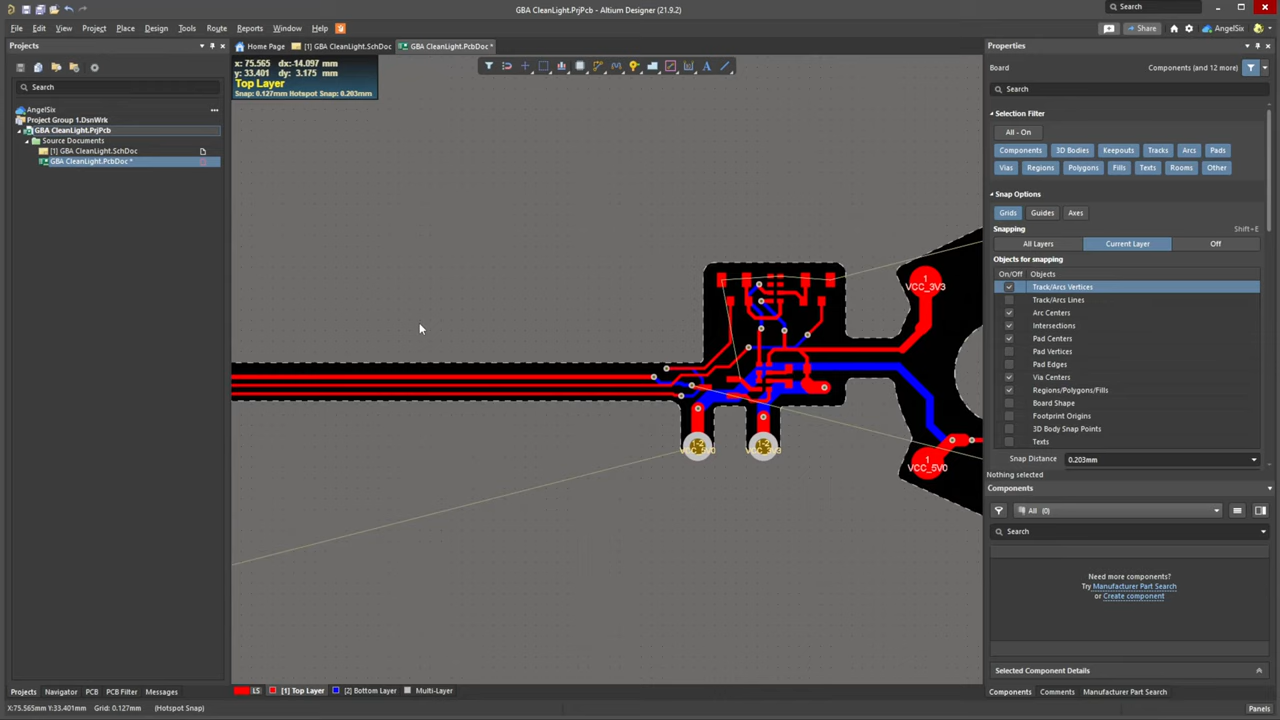 GBA CleanLight.PrjPcb - Altium Designer (21.9.2)
Search
File Edit View Project Place Design Tools Route Reports Window Help
Share
AngelSix
Projects
Home Page
[1] GBA CleanLight.SchDoc
GBA CleanLight.PcbDoc *
Properties
Search
AngelSix
Project Group 1.DsnWrk
GBA CleanLight.PrjPcb
Source Documents
[1] GBA CleanLight.SchDoc
GBA CleanLight.PcbDoc *
x: 75.565 dx:-14.097 mm
y: 33.401 dy: 3.175 mm
Top Layer
Snap: 0.127mm Hotspot Snap: 0.203mm
1
VCC_3V3
1
VCC_5V0
Board
Components (and 12 more)
Search
Selection Filter
All - On
Components 3D Bodies Keepouts Tracks Arcs Pads
Vias Regions Polygons Fills Texts Rooms Other
Snap Options
Grids Guides Axes
Snapping
Shift+E
All Layers Current Layer Off
Objects for snapping
On/Off Objects
Track/Arcs Vertices
Track/Arcs Lines
Arc Centers
Intersections
Pad Centers
Pad Vertices
Pad Edges
Via Centers
Regions/Polygons/Fills
Board Shape
Footprint Origins
3D Body Snap Points
Texts
Snap Distance 0.203mm
Nothing selected
Components
All (0)
Search
Need more components?
Try Manufacturer Part Search
or Create component
Selected Component Details
Projects Navigator PCB PCB Filter Messages
LS [1] Top Layer [2] Bottom Layer Multi-Layer
Components Comments Manufacturer Part Search
X:75.565mm Y:33.401mm Grid: 0.127mm (Hotspot Snap)
Panels